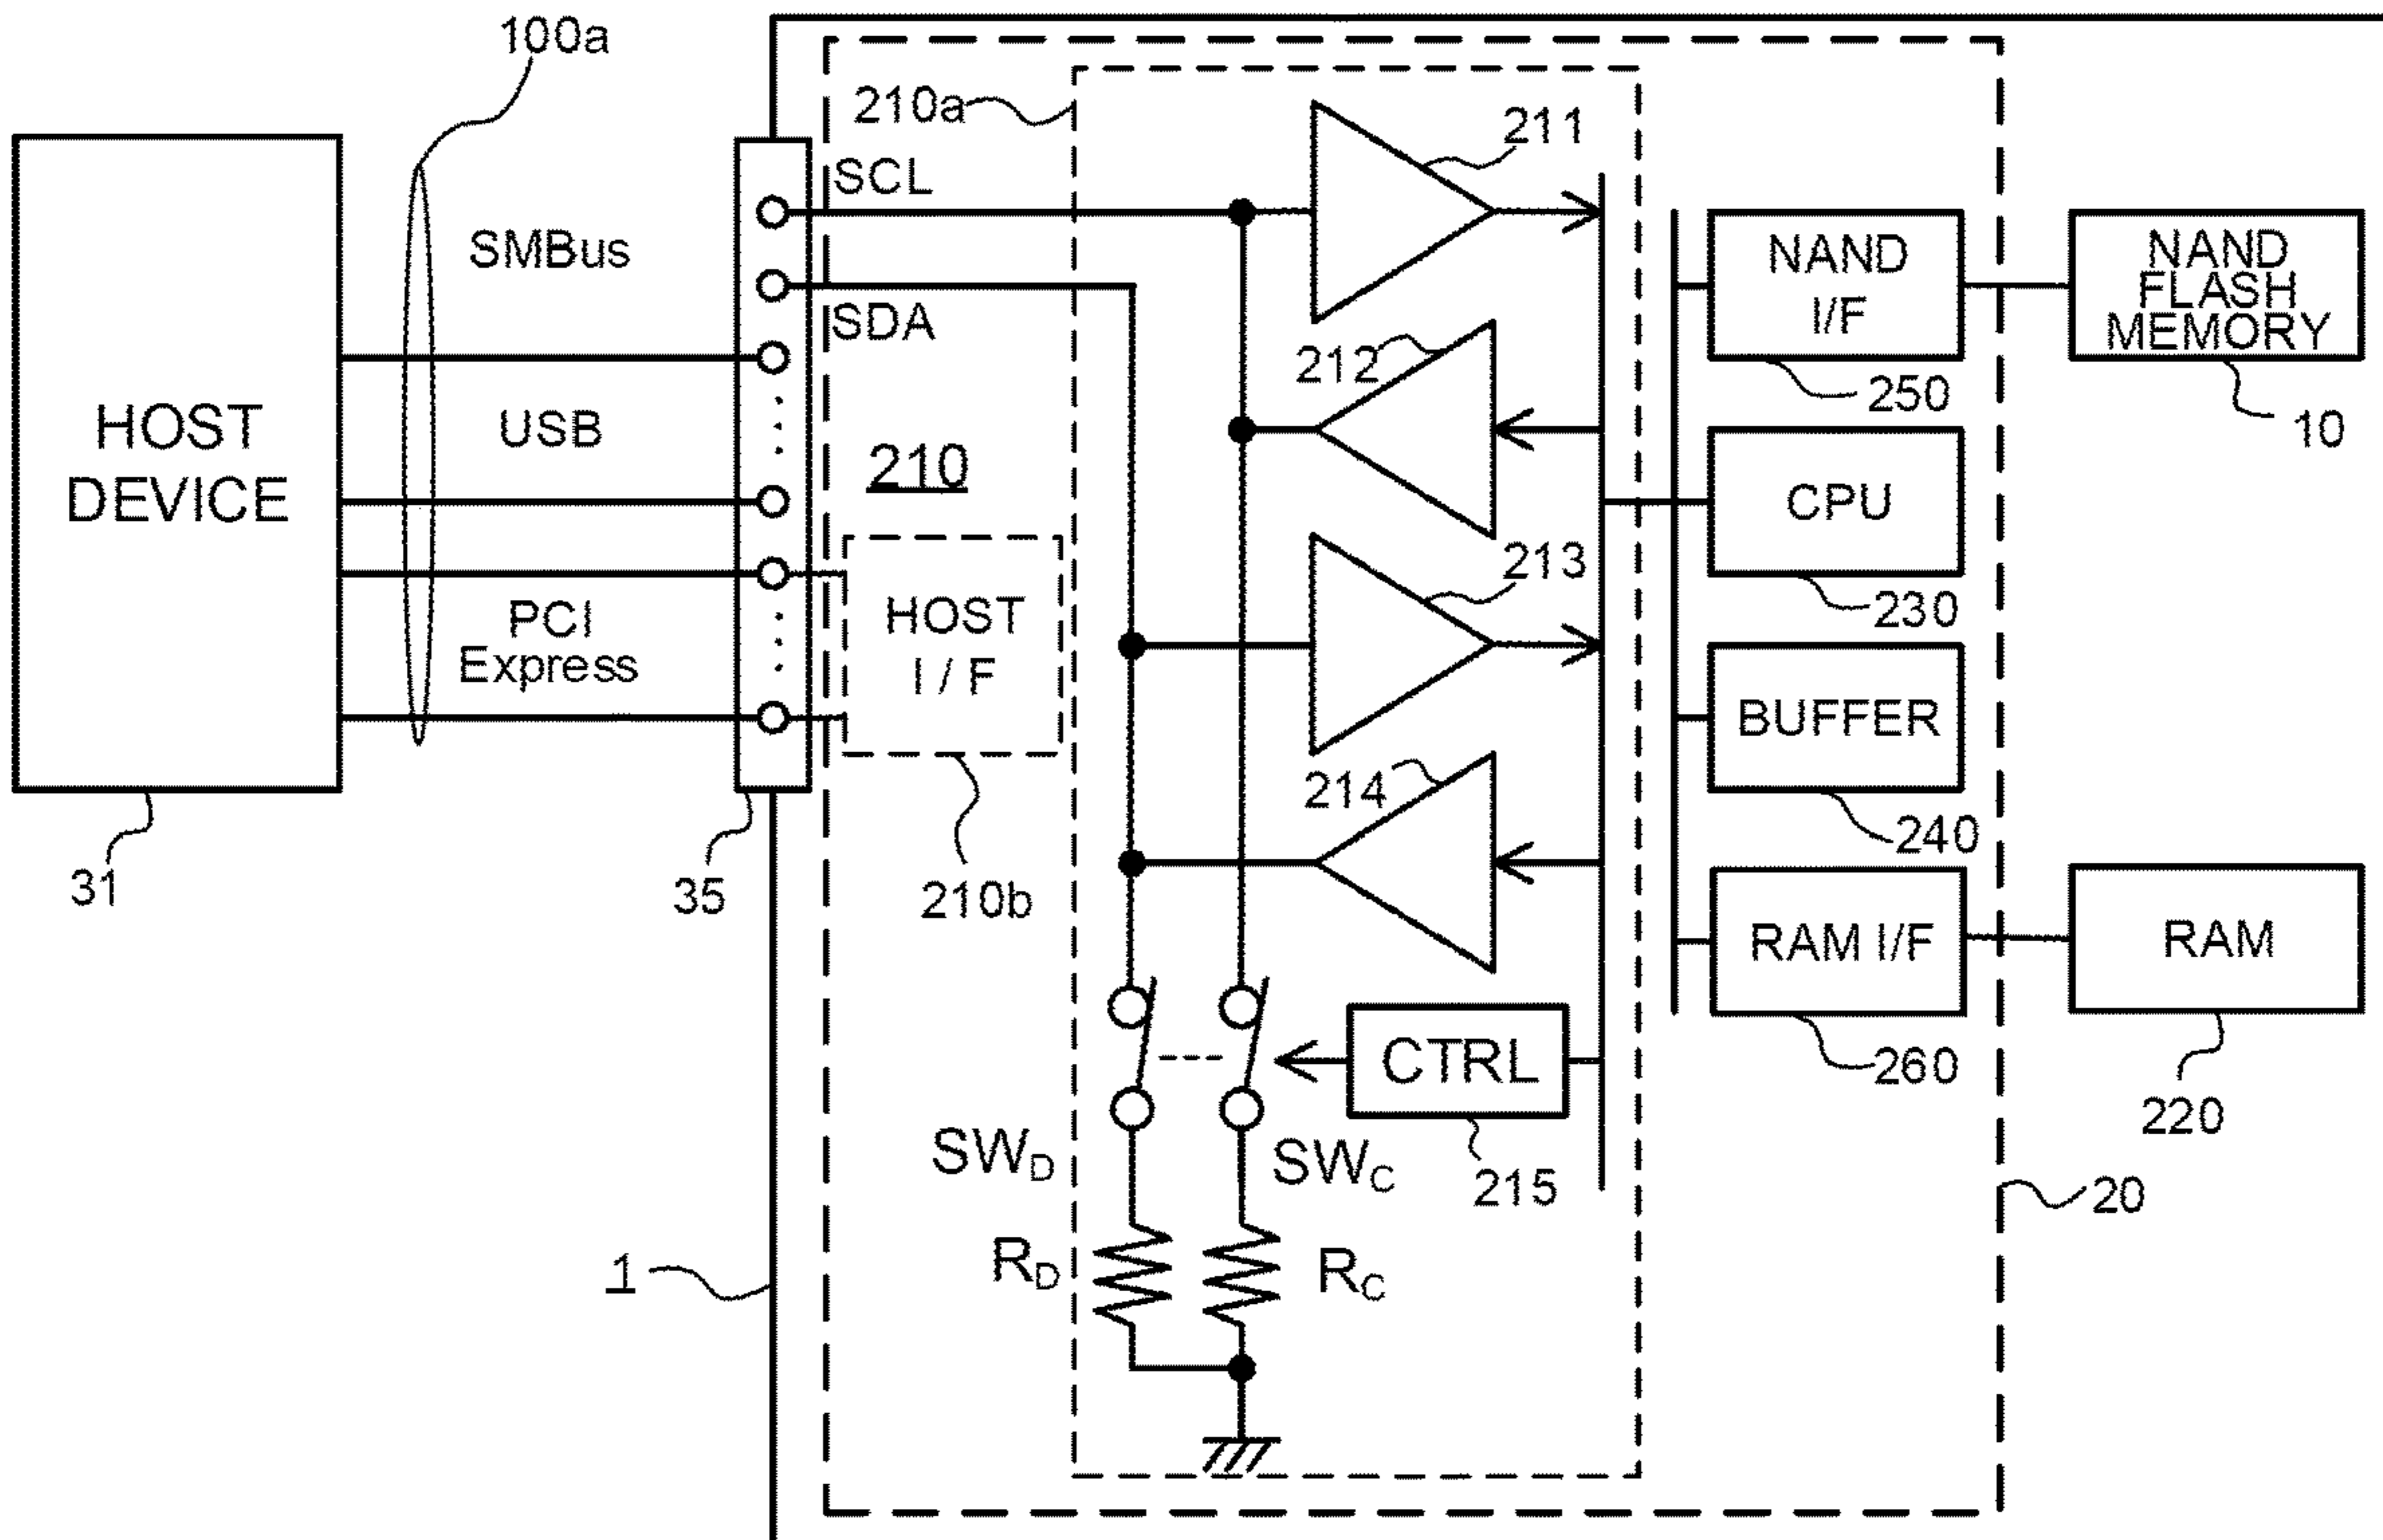 100a
210a
SCL
211
SMBus
NAND
I/F
NAND
FLASH
MEMORY
SDA
212
250
10
HOST
DEVICE
USB
210
CPU
213
230
PCI
Express
HOST
I / F
BUFFER
214
240
31
35
210b
RAM I/F
RAM
CTRL
260
220
SWD
SWC
215
20
RD
RC
1